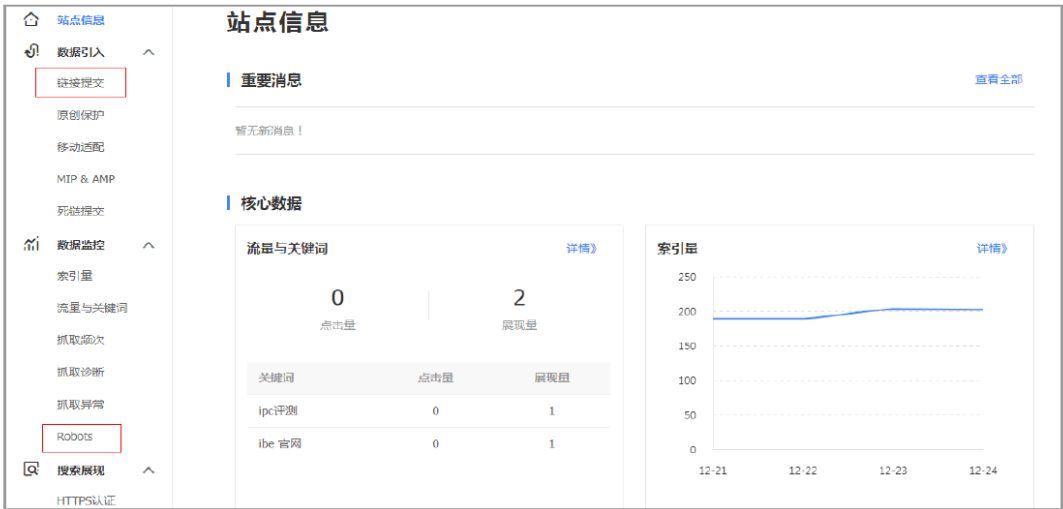 站点信息
数据引入
链接提交
原创保护
移动适配
MIP & AMP
死链提交
数据监控
索引量
流量与关键词
抓取频次
抓取诊断
抓取异常
Robots
搜索展现
HTTPS认证
站点信息
重要消息
查看全部
暂无新消息！
核心数据
流量与关键词
详情》
0
2
点击量
展现量
关键词 点击量 展现量
ipc评测 0 1
ibe 官网 0 1
索引量
详情》
250
200
150
100
50
0
12-21 12-22 12-23 12-24